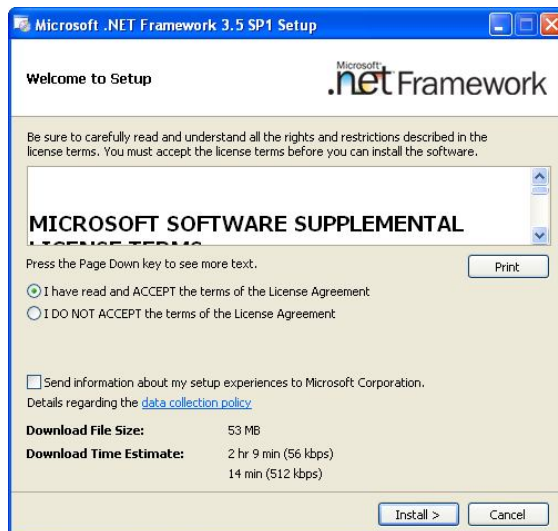 Microsoft .NET Framework 3.5 SP1 Setup
Welcome to Setup
Microsoft
.net Framework
Be sure to carefully read and understand all the rights and restrictions described in the
license terms. You must accept the license terms before you can install the software.
MICROSOFT SOFTWARE SUPPLEMENTAL
LICENSE TERMS
Press the Page Down key to see more text.
Print
I have read and ACCEPT the terms of the License Agreement
I DO NOT ACCEPT the terms of the License Agreement
Send information about my setup experiences to Microsoft Corporation.
Details regarding the data collection policy
Download File Size: 53 MB
Download Time Estimate: 2 hr 9 min (56 kbps)
14 min (512 kbps)
Install >
Cancel